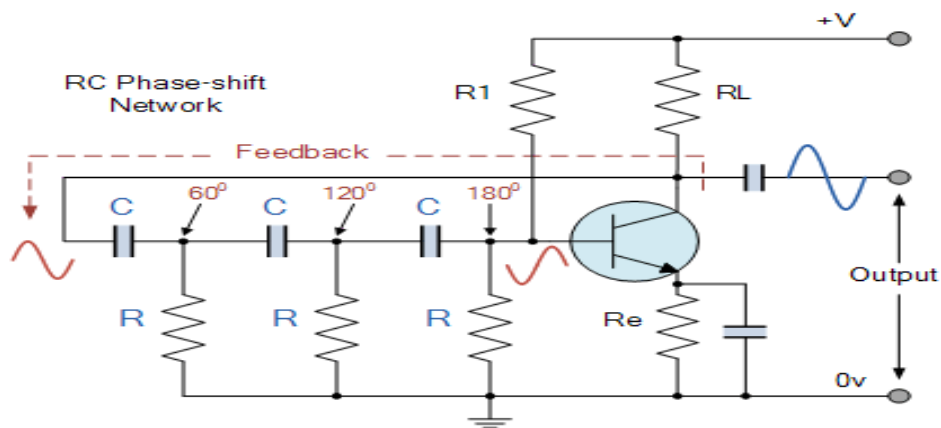 +V
RC Phase-shift
Network
R1
RL
Feedback
C
60⁰
C
120⁰
C
180⁰
Output
R
R
R
Re
0v